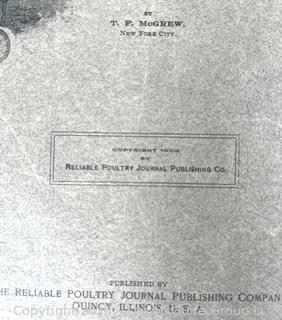 BY
T. F. McGREW,
NEW YORK CITY.
COPYRIGHT
BY
RELIABLE POULTRY JOURNAL PUBLISHING CO.
PUBLISHED BY
THE RELIABLE POULTRY JOURNAL PUBLISHING COMPAN
QUINCY, ILLINOIS, U. S. A.